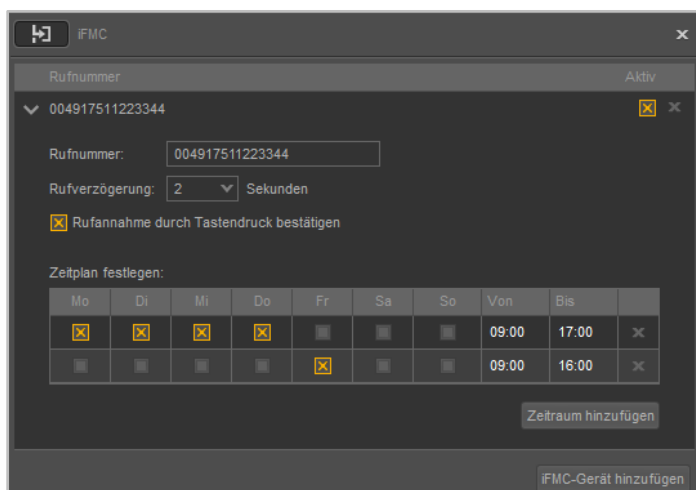 iFMC
Rufnummer Aktiv
004917511223344
Rufnummer: 004917511223344
Rufverzögerung: 2 Sekunden
Rufannahme durch Tastendruck bestätigen
Zeitplan festlegen:
Mo Di Mi Do Fr Sa So Von Bis
09:00 17:00
09:00 16:00
Zeitraum hinzufügen
iFMC-Gerät hinzufügen